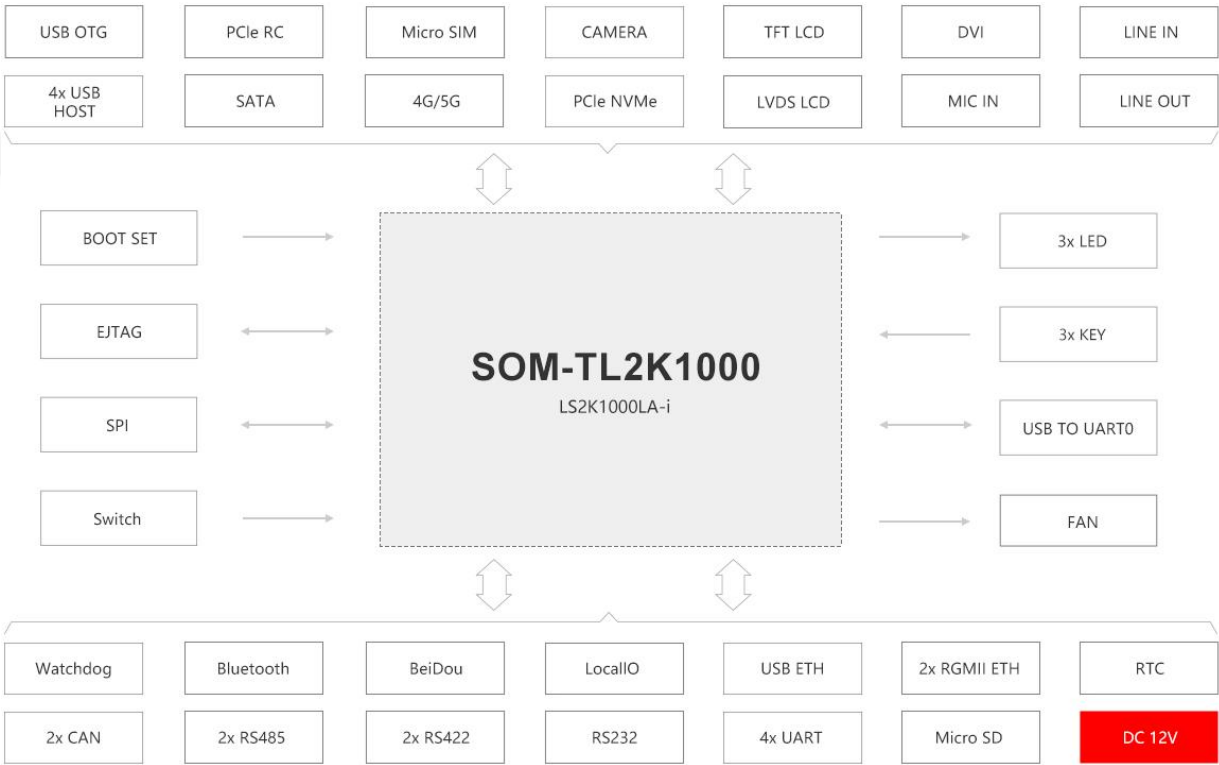 USB OTG
PCIe RC
Micro SIM
CAMERA
TFT LCD
DVI
LINE IN
4x USB
HOST
SATA
4G/5G
PCIe NVMe
LVDS LCD
MIC IN
LINE OUT
BOOT SET
3x LED
EJTAG
3x KEY
SOM-TL2K1000
LS2K1000LA-i
SPI
USB TO UART0
Switch
FAN
Watchdog
Bluetooth
BeiDou
LocalIO
USB ETH
2x RGMII ETH
RTC
2x CAN
2x RS485
2x RS422
RS232
4x UART
Micro SD
DC 12V